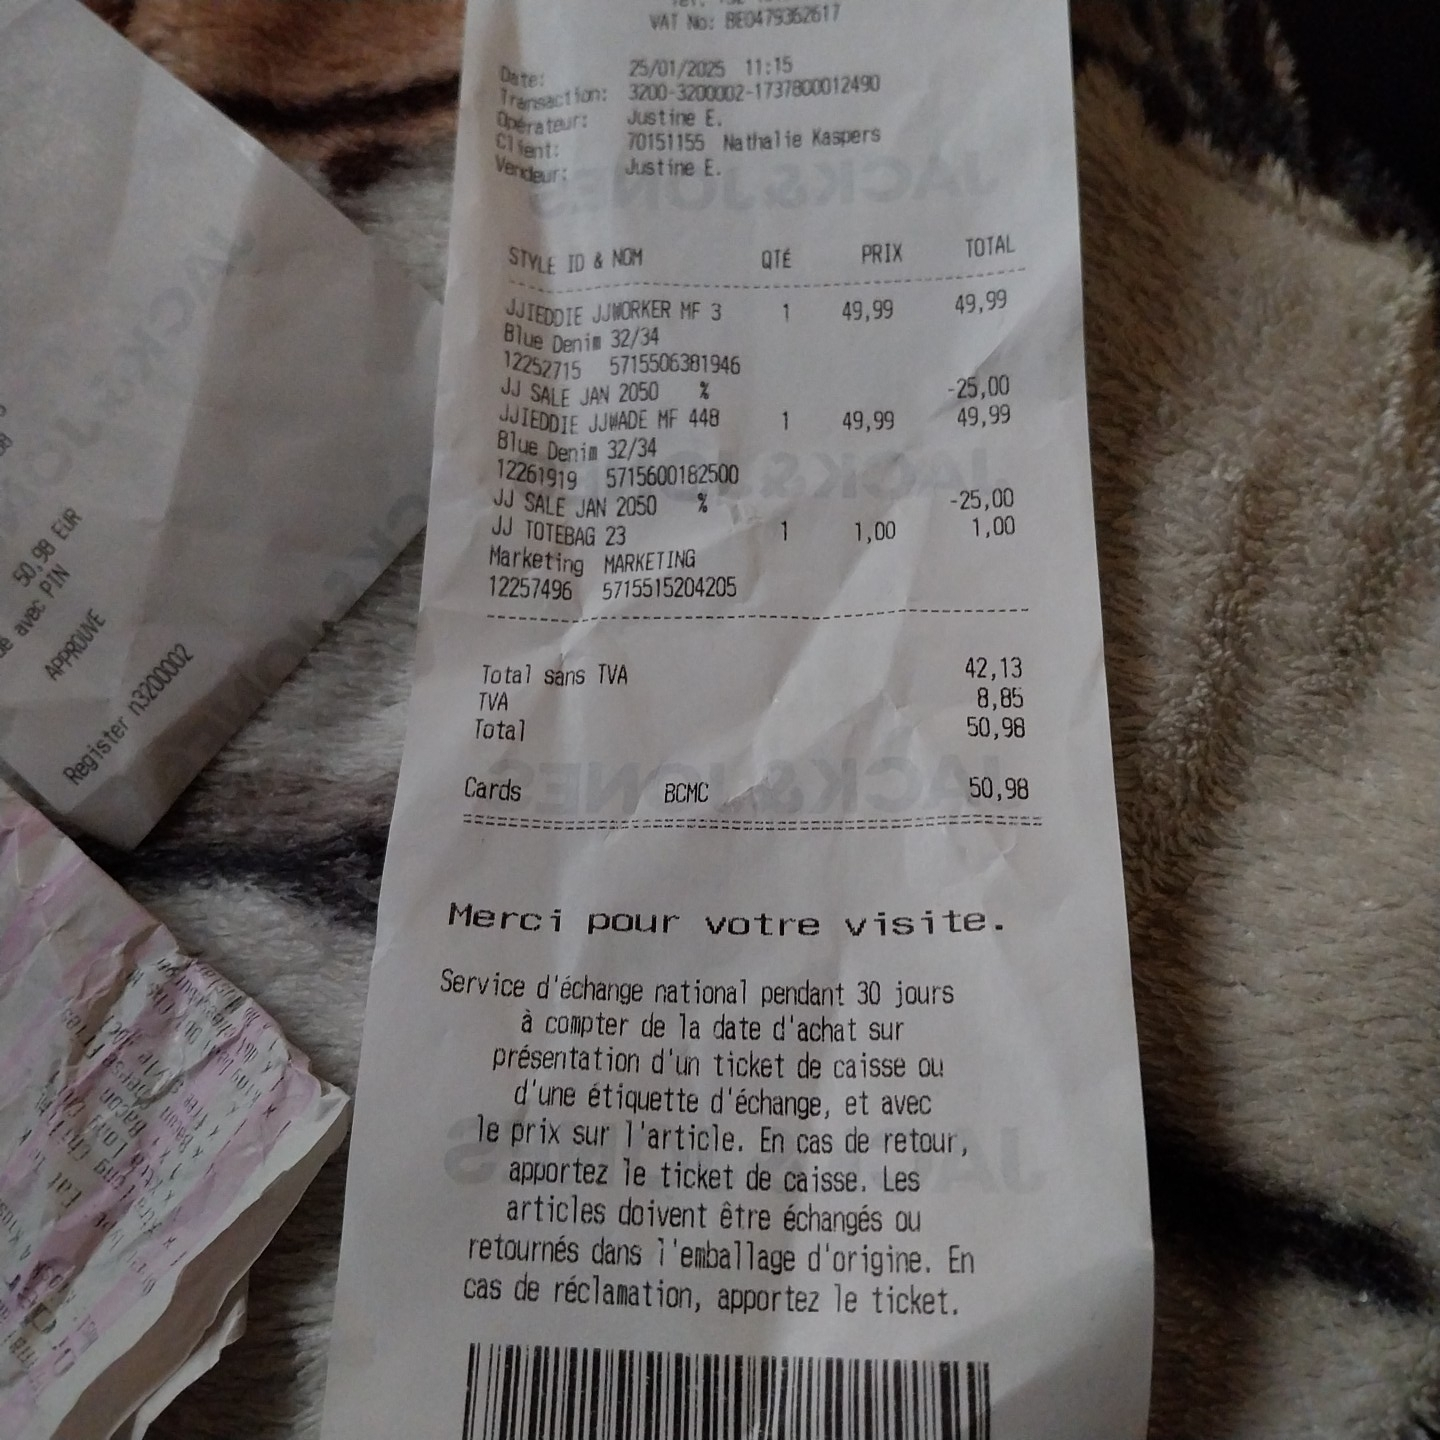 VAT No: BE0479362617
Date: 25/01/2025 11:15
Transaction: 3200-3200002-1737800012490
Opérateur: Justine E.
Client: 70151155 Nathalie Kaspers
Vendeur: Justine E.
JACK&JONES
STYLE ID & NOM QTÉ PRIX TOTAL
JJIEDDIE JJWORKER MF 3 1 49,99 49,99
Blue Denim 32/34
12252715 5715506381946
JJ SALE JAN 2050 % -25,00
JJIEDDIE JJWADE MF 448 1 49,99 49,99
Blue Denim 32/34
12261919 5715600182500
JJ SALE JAN 2050 % -25,00
JJ TOTEBAG 23 1 1,00 1,00
Marketing MARKETING
12257496 5715515204205
Total sans TVA 42,13
TVA 8,85
Total 50,98
JACK&JONES
Cards BCMC 50,98
Merci pour votre visite.
Service d'échange national pendant 30 jours
à compter de la date d'achat sur
présentation d'un ticket de caisse ou
d'une étiquette d'échange, et avec
le prix sur l'article. En cas de retour,
apportez le ticket de caisse. Les
articles doivent être échangés ou
retournés dans l'emballage d'origine. En
cas de réclamation, apportez le ticket.
50,98 EUR
avec PIN
APPROUVE
Register n3200002